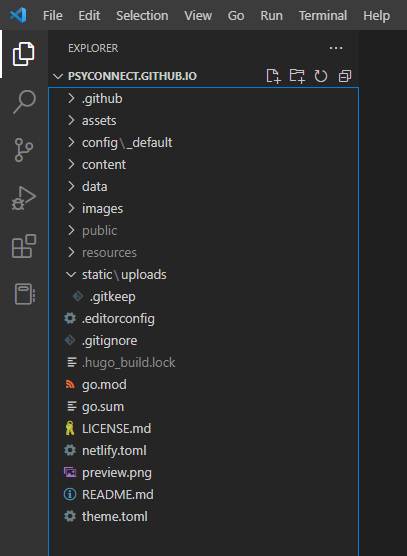 File Edit Selection View Go Run Terminal Help
EXPLORER
PSYCONNECT.GITHUB.IO
.github
assets
config\_default
content
data
images
public
resources
static\uploads
.gitkeep
.editorconfig
.gitignore
.hugo_build.lock
go.mod
go.sum
LICENSE.md
netlify.toml
preview.png
README.md
theme.toml